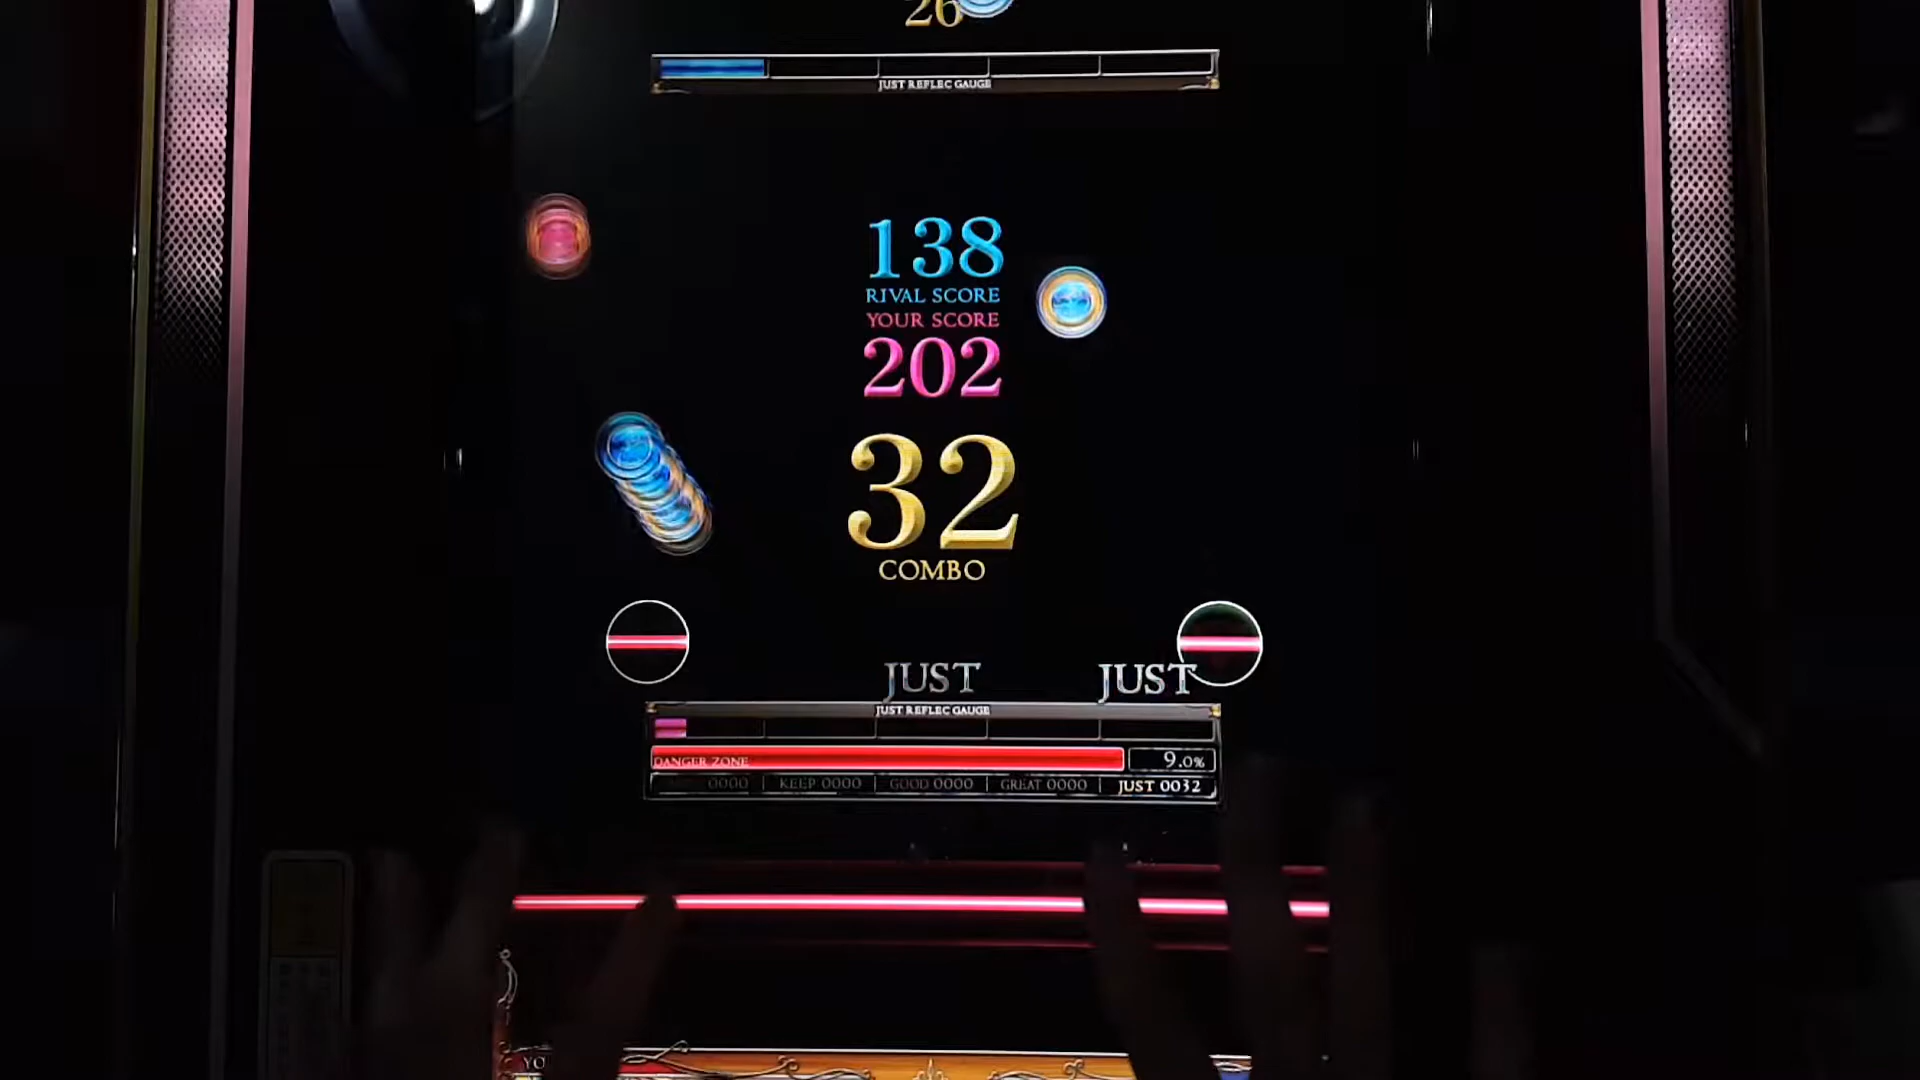 26
JUST REFLEC GAUGE
138
RIVAL SCORE
YOUR SCORE
202
32
COMBO
JUST JUST
JUST REFLEC GAUGE
DANGER ZONE 9.0%
0000 KEEP 0000 GOOD 0000 GREAT 0000 JUST 0032
YO